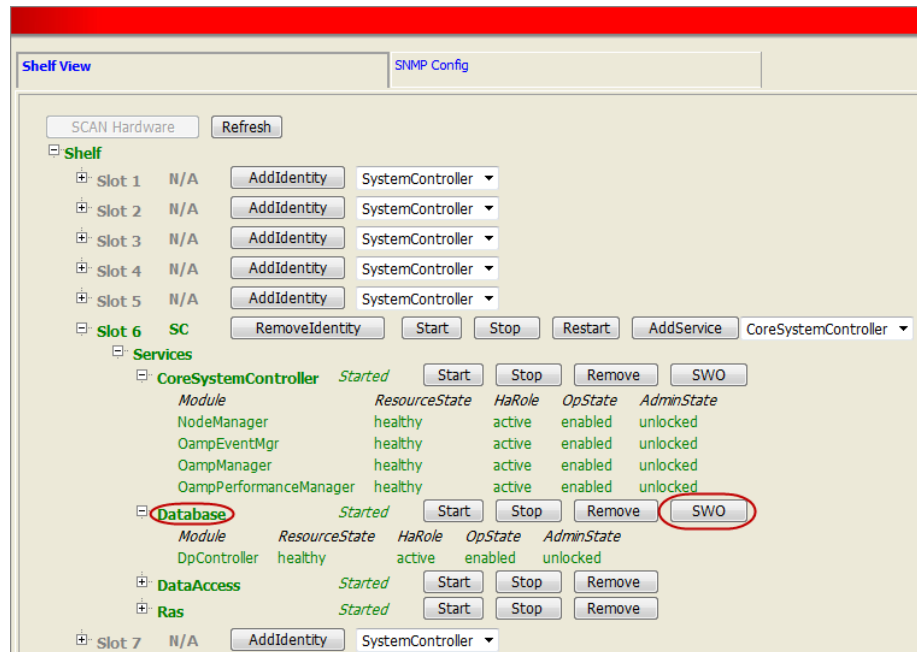 Shelf View SNMP Config
SCAN Hardware Refresh
Shelf
Slot 1 N/A AddIdentity SystemController
Slot 2 N/A AddIdentity SystemController
Slot 3 N/A AddIdentity SystemController
Slot 4 N/A AddIdentity SystemController
Slot 5 N/A AddIdentity SystemController
Slot 6 SC RemoveIdentity Start Stop Restart AddService CoreSystemController
Services
CoreSystemController Started Start Stop Remove SWO
Module ResourceState HaRole OpState AdminState
NodeManager healthy active enabled unlocked
OampEventMgr healthy active enabled unlocked
OampManager healthy active enabled unlocked
OampPerformanceManager healthy active enabled unlocked
Database Started Start Stop Remove SWO
Module ResourceState HaRole OpState AdminState
DpController healthy active enabled unlocked
DataAccess Started Start Stop Remove
Ras Started Start Stop Remove
Slot 7 N/A AddIdentity SystemController